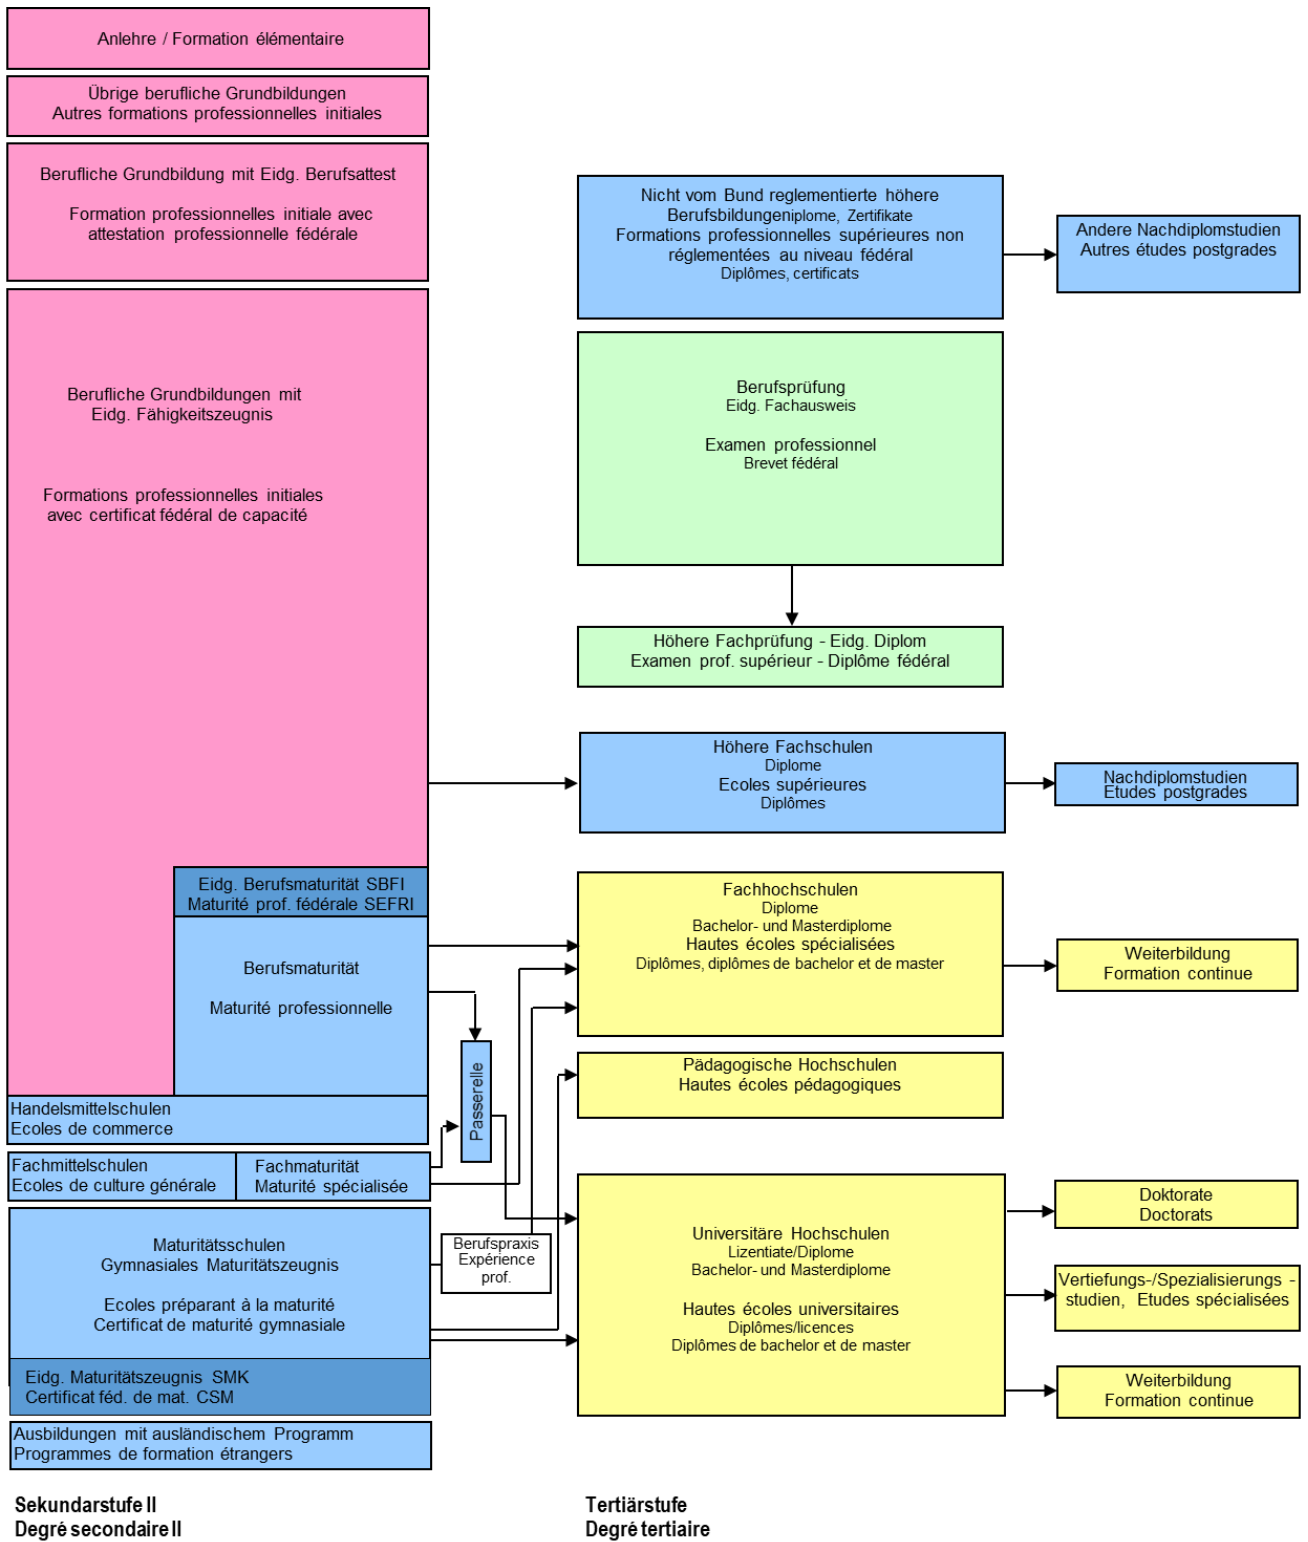 Anlehre / Formation élémentaire
Übrige berufliche Grundbildungen
Autres formations professionnelles initiales
Berufliche Grundbildung mit Eidg. Berufsattest
Formation professionnelles initiale avec
attestation professionnelle fédérale
Berufliche Grundbildungen mit
Eidg. Fähigkeitszeugnis
Formations professionnelles initiales
avec certificat fédéral de capacité
Eidg. Berufsmaturität SBFI
Maturité prof. fédérale SEFRI
Berufsmaturität
Maturité professionnelle
Handelsmittelschulen
Ecoles de commerce
Fachmittelschulen
Ecoles de culture générale
Fachmaturität
Maturité spécialisée
Maturitätsschulen
Gymnasiales Maturitätszeugnis
Ecoles préparant à la maturité
Certificat de maturité gymnasiale
Eidg. Maturitätszeugnis SMK
Certificat féd. de mat. CSM
Ausbildungen mit ausländischem Programm
Programmes de formation étrangers
Sekundarstufe II
Degré secondaire II
Passerelle
Berufspraxis
Expérience
prof.
Nicht vom Bund reglementierte höhere
Berufsbildungeniplome, Zertifikate
Formations professionnelles supérieures non
réglementées au niveau fédéral
Diplômes, certificats
Berufsprüfung
Eidg. Fachausweis
Examen professionnel
Brevet fédéral
Höhere Fachprüfung - Eidg. Diplom
Examen prof. supérieur - Diplôme fédéral
Höhere Fachschulen
Diplome
Ecoles supérieures
Diplômes
Fachhochschulen
Diplome
Bachelor- und Masterdiplome
Hautes écoles spécialisées
Diplômes, diplômes de bachelor et de master
Pädagogische Hochschulen
Hautes écoles pédagogiques
Universitäre Hochschulen
Lizentiate/Diplome
Bachelor- und Masterdiplome
Hautes écoles universitaires
Diplômes/licences
Diplômes de bachelor et de master
Tertiärstufe
Degré tertiaire
Andere Nachdiplomstudien
Autres études postgrades
Nachdiplomstudien
Etudes postgrades
Weiterbildung
Formation continue
Doktorate
Doctorats
Vertiefungs-/Spezialisierungs -
studien, Etudes spécialisées
Weiterbildung
Formation continue